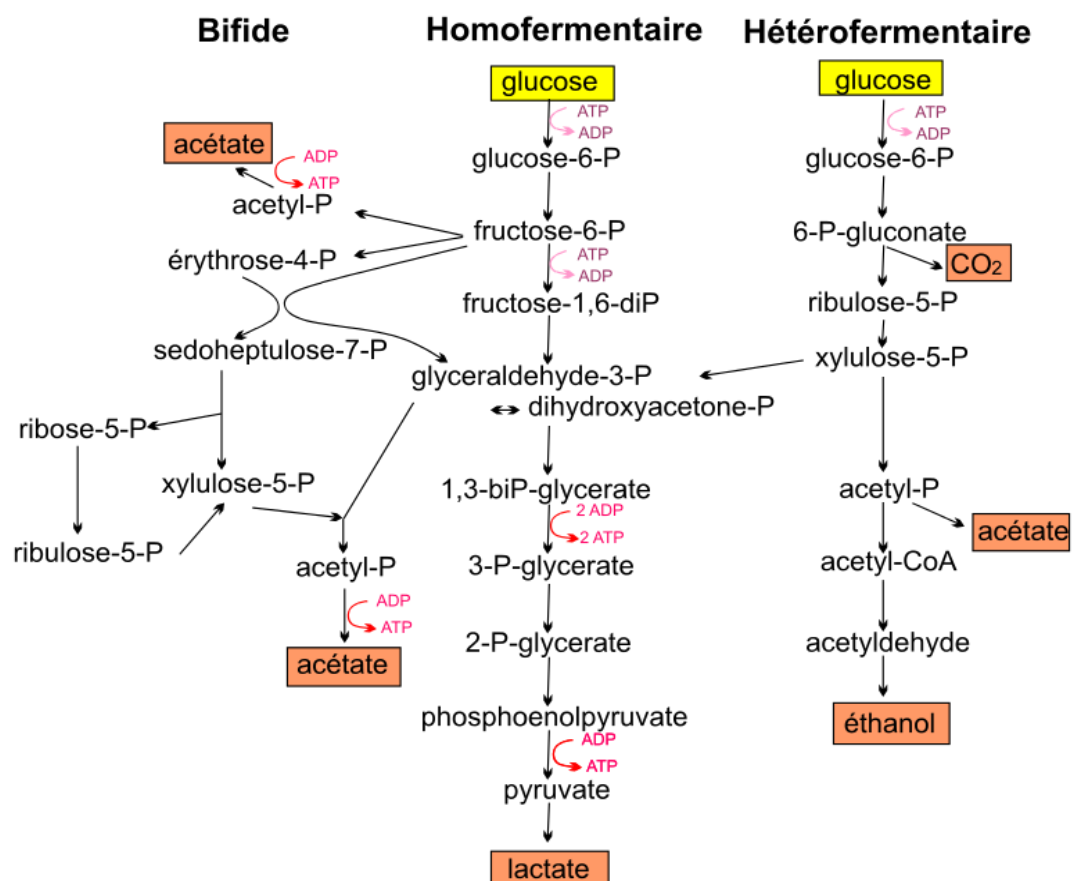 Bifide
Homofermentaire
Hétérofermentaire
glucose
glucose
ATP
ADP
ATP
ADP
acétate
ADP
ATP
glucose-6-P
glucose-6-P
acetyl-P
fructose-6-P
6-P-gluconate
érythrose-4-P
ATP
ADP
CO₂
fructose-1,6-diP
ribulose-5-P
sedoheptulose-7-P
glyceraldehyde-3-P
xylulose-5-P
dihydroxyacetone-P
ribose-5-P
xylulose-5-P
1,3-biP-glycerate
acetyl-P
2 ADP
2 ATP
acétate
ribulose-5-P
acetyl-P
3-P-glycerate
acetyl-CoA
ADP
ATP
acétate
2-P-glycerate
acetyldehyde
phosphoenolpyruvate
éthanol
ADP
ATP
pyruvate
lactate